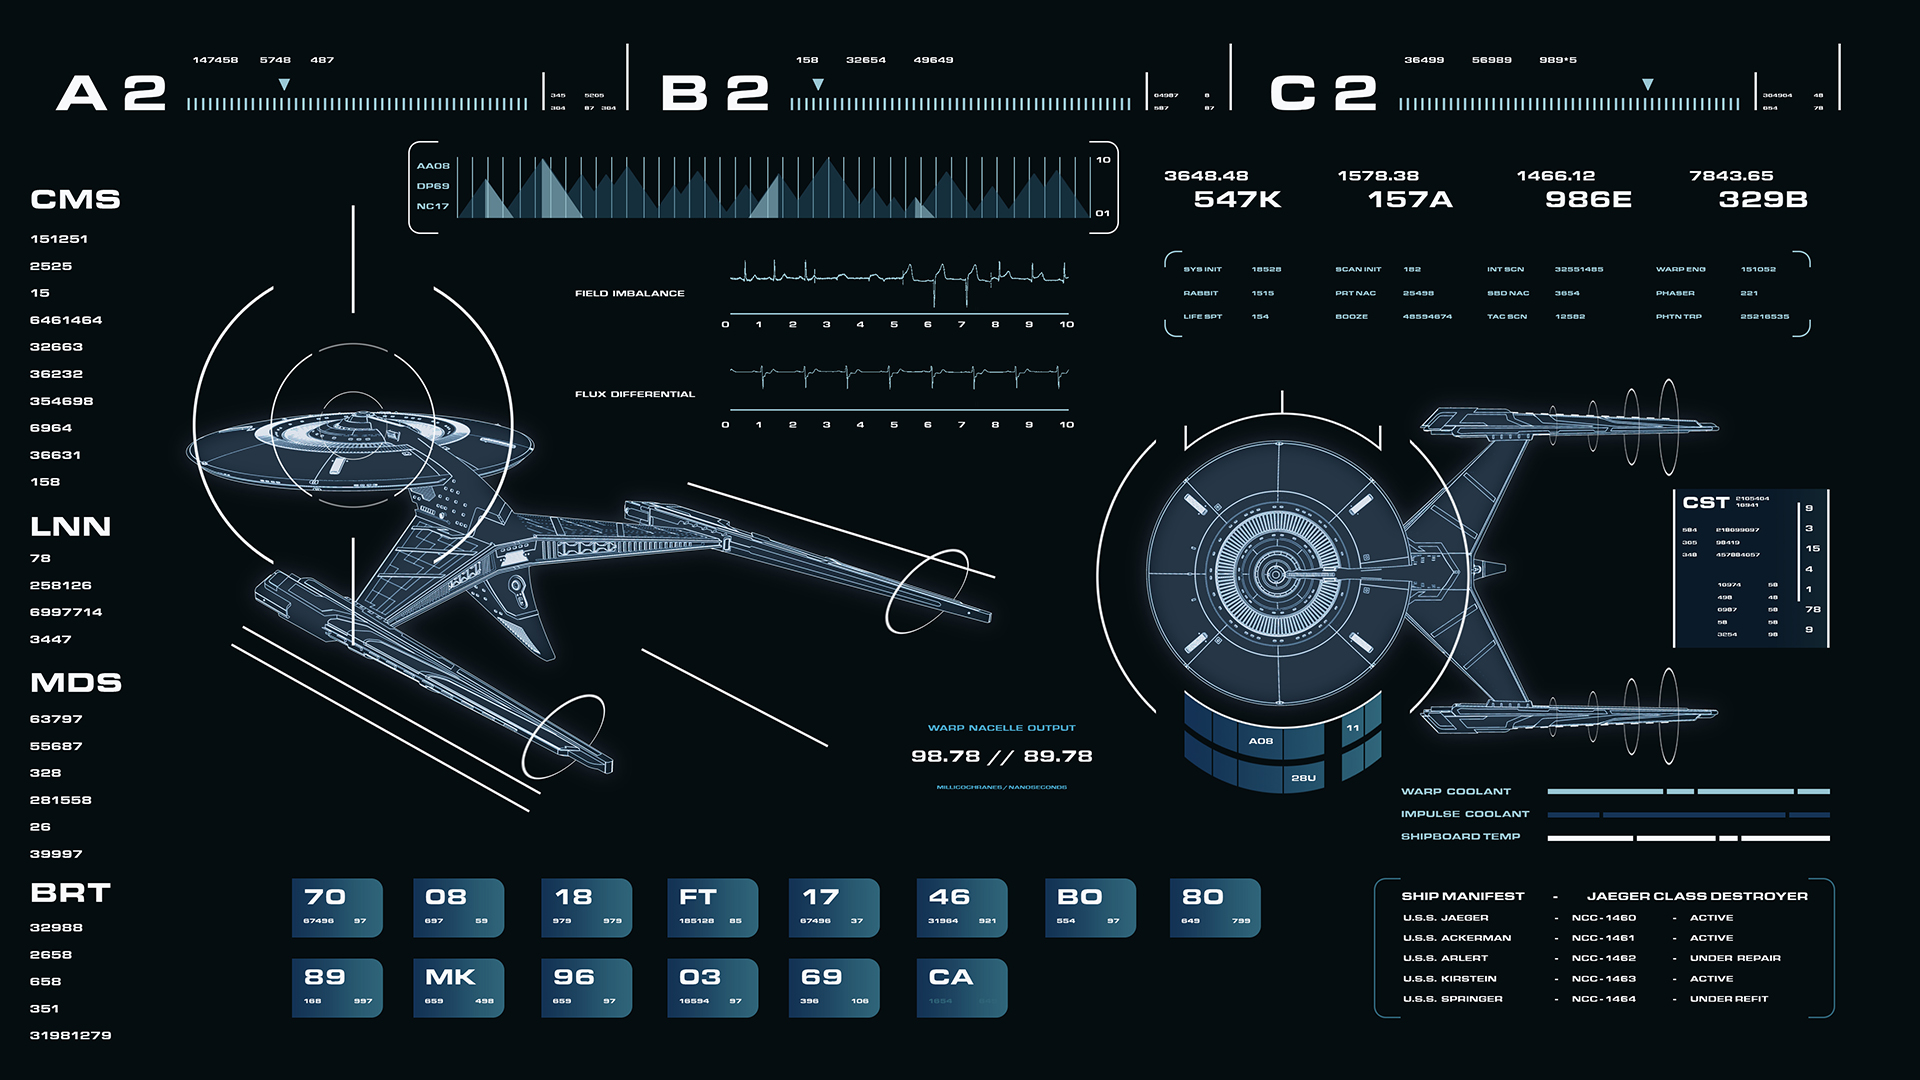 147458 5748 487
A 2
345 5205
304 87 304
158 32654 49649
B 2
64987 8
587 87
36499 56989 989*5
C 2
304904 48
654 78
CMS
151251
2525
15
6461464
32663
36232
354698
6964
36631
158
LNN
78
258126
6997714
3447
MDS
63797
55687
328
281558
26
39997
BRT
32988
2658
658
351
31981279
AA08
DP69
NC17
10
01
FIELD IMBALANCE
0 1 2 3 4 5 6 7 8 9 10
FLUX DIFFERENTIAL
0 1 2 3 4 5 6 7 8 9 10
3648.48 1578.38 1466.12 7843.65
547K 157A 986E 329B
SYS INIT 18528 SCAN INIT 182 INT SCN 32551485 WARP ENG 151052
RABBIT 1515 PRT NAC 25498 SBD NAC 3654 PHASER 221
LIFE SPT 154 BOOZE 48594674 TAC SCN 12582 PHTN TRP 25216535
CST 2105404
16941
584 218699097
305 98419
348 457884057
16974 58
498 48
6987 58
58 58
3254 98
9
3
15
4
1
78
9
WARP NACELLE OUTPUT
98.78 // 89.78
MILLICOCHRANES / NANOSECONDS
A08
11
28U
WARP COOLANT
IMPULSE COOLANT
SHIPBOARD TEMP
70
67496 97
08
697 59
18
979 979
FT
185128 85
17
67496 37
46
31964 921
BO
554 97
80
649 799
89
168 997
MK
659 498
96
659 97
03
16594 97
69
396 106
CA
1654
SHIP MANIFEST - JAEGER CLASS DESTROYER
U.S.S. JAEGER - NCC-1460 - ACTIVE
U.S.S. ACKERMAN - NCC-1461 - ACTIVE
U.S.S. ARLERT - NCC-1462 - UNDER REPAIR
U.S.S. KIRSTEIN - NCC-1463 - ACTIVE
U.S.S. SPRINGER - NCC-1464 - UNDER REFIT